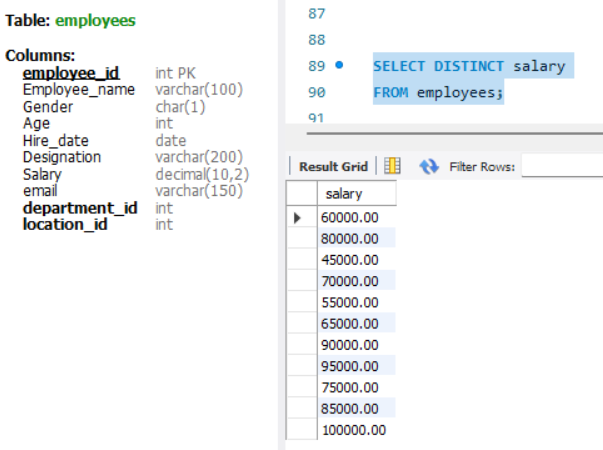 Table: employees
Columns:
employee_id int PK
Employee_name varchar(100)
Gender char(1)
Age int
Hire_date date
Designation varchar(200)
Salary decimal(10,2)
email varchar(150)
department_id int
location_id int
87
88
89 SELECT DISTINCT salary
90 FROM employees;
91
Result Grid Filter Rows:
salary
60000.00
80000.00
45000.00
70000.00
55000.00
65000.00
90000.00
95000.00
75000.00
85000.00
100000.00